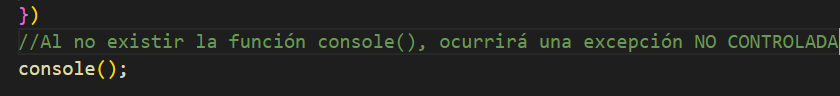 })
//Al no existir la función console(), ocurrirá una excepción NO CONTROLADA
console();